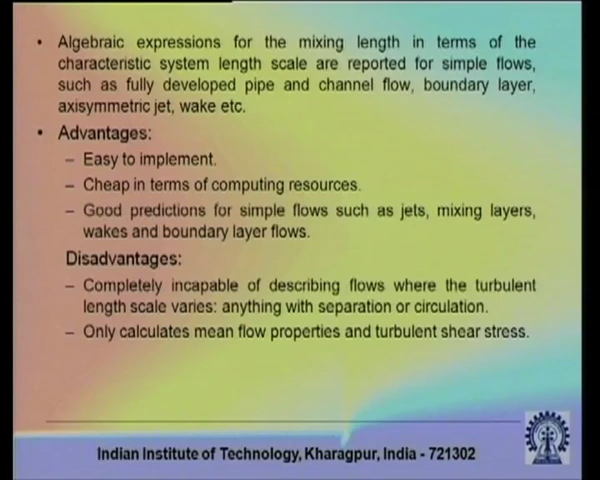 • Algebraic expressions for the mixing length in terms of the
characteristic system length scale are reported for simple flows,
such as fully developed pipe and channel flow, boundary layer,
axisymmetric jet, wake etc.
• Advantages:
– Easy to implement.
– Cheap in terms of computing resources.
– Good predictions for simple flows such as jets, mixing layers,
wakes and boundary layer flows.
Disadvantages:
– Completely incapable of describing flows where the turbulent
length scale varies: anything with separation or circulation.
– Only calculates mean flow properties and turbulent shear stress.
Indian Institute of Technology, Kharagpur, India - 721302